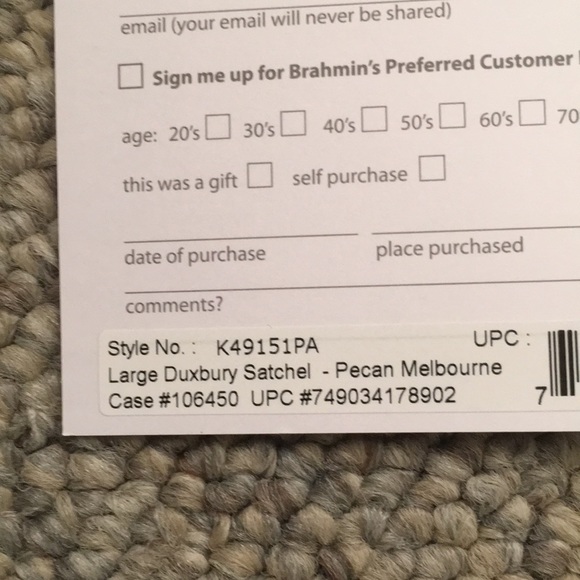 email (your email will never be shared)
Sign me up for Brahmin's Preferred Customer
age: 20's 30's 40's 50's 60's 70
this was a gift self purchase
date of purchase place purchased
comments?
Style No. : K49151PA UPC :
Large Duxbury Satchel - Pecan Melbourne
Case #106450 UPC #749034178902 7